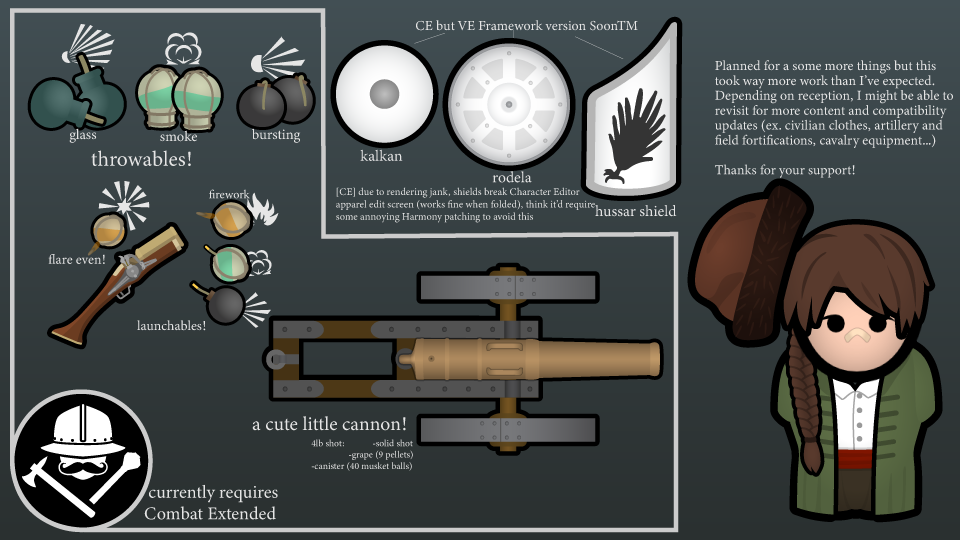 glass
smoke
bursting
throwables!
firework
flare even!
launchables!
CE but VE Framework version SoonTM
kalkan
rodela
hussar shield
[CE] due to rendering jank, shields break Character Editor
apparel edit screen (works fine when folded), think it'd require
some annoying Harmony patching to avoid this
Planned for a some more things but this
took way more work than I've expected.
Depending on reception, I might be able to
revisit for more content and compatibility
updates (ex. civilian clothes, artillery and
field fortifications, cavalry equipment...)
Thanks for your support!
a cute little cannon!
4lb shot: -solid shot
-grape (9 pellets)
-canister (40 musket balls)
currently requires
Combat Extended